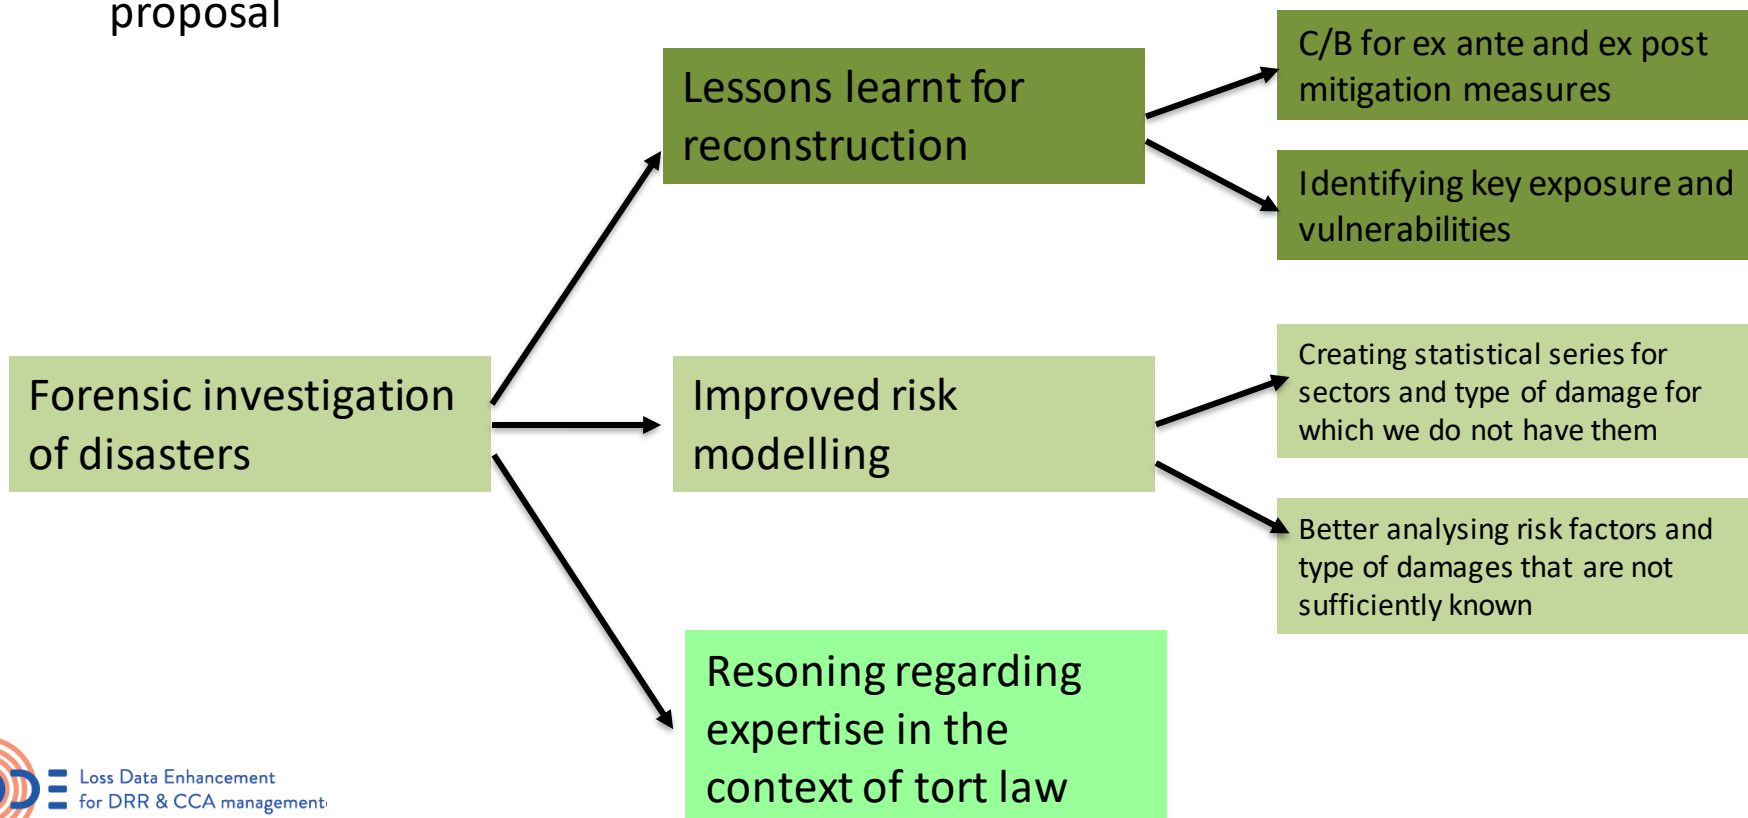 proposal
Lessons learnt for
reconstruction
C/B for ex ante and ex post
mitigation measures
Identifying key exposure and
vulnerabilities
Forensic investigation
of disasters
Improved risk
modelling
Creating statistical series for
sectors and type of damage for
which we do not have them
Better analysing risk factors and
type of damages that are not
sufficiently known
Resoning regarding
expertise in the
context of tort law
DE
Loss Data Enhancement
for DRR & CCA management